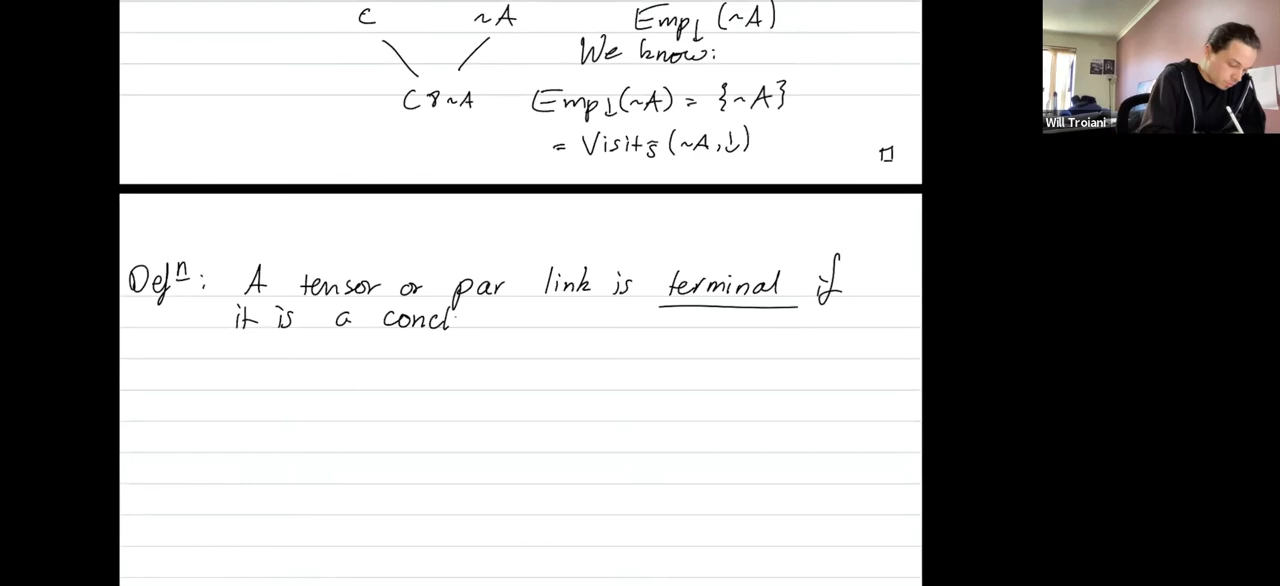 C ~A Emp↓ (~A)
We know:
C ⅋ ~A Emp↓(~A) = {~A}
= Visits(~A, ↓)
□
Defⁿ: A tensor or par link is terminal if
it is a concl
Will Troiani